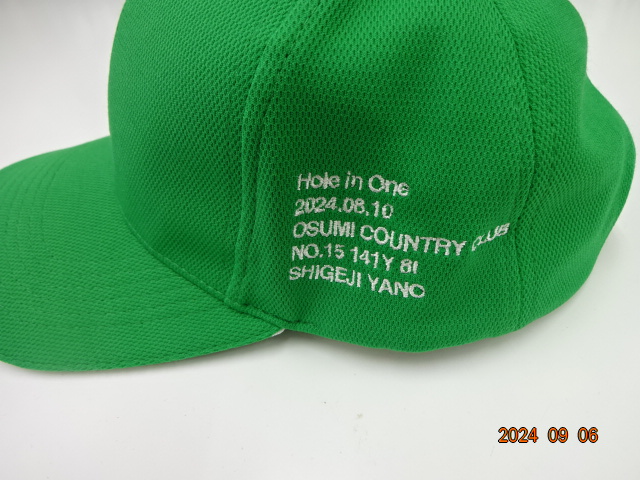 Hole in One
2024.08.10
OSUMI COUNTRY CLUB
NO.15 141Y 8I
SHIGEJI YANO
2024 09 06